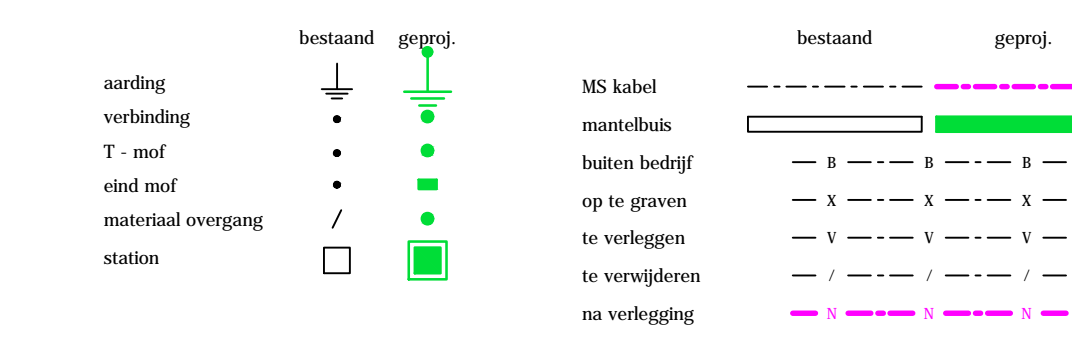 bestaand geproj.
aarding
verbinding
T - mof
eind mof
materiaal overgang
station
bestaand geproj.
MS kabel
mantelbuis
buiten bedrijf B B B
op te graven X X X
te verleggen V V V
te verwijderen / / /
na verlegging N N N